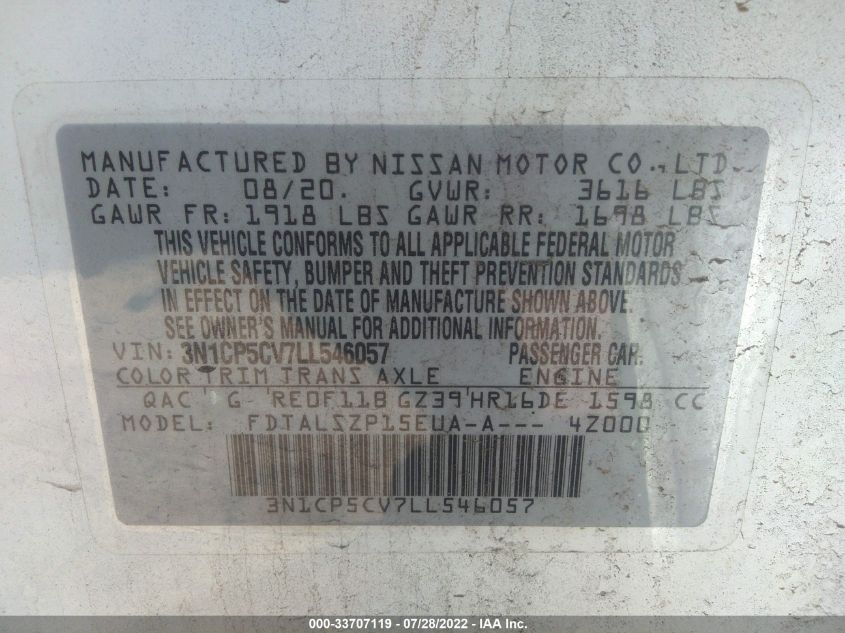 MANUFACTURED BY NISSAN MOTOR CO., LTD.
DATE: 08/20. GVWR: 3616 LBS
GAWR FR: 1918 LBS GAWR RR: 1698 LBS
THIS VEHICLE CONFORMS TO ALL APPLICABLE FEDERAL MOTOR
VEHICLE SAFETY, BUMPER AND THEFT PREVENTION STANDARDS
IN EFFECT ON THE DATE OF MANUFACTURE SHOWN ABOVE.
SEE OWNER'S MANUAL FOR ADDITIONAL INFORMATION.
VIN: 3N1CP5CV7LL546057 PASSENGER CAR.
COLOR TRIM TRANS AXLE ENGINE
QAC G RE0F11B GZ39 HR16DE 1598 CC
MODEL: FDTALSZP15EUA-A--- 4Z000-
3N1CP5CV7LL546057
000-33707119 - 07/28/2022 - IAAI.com